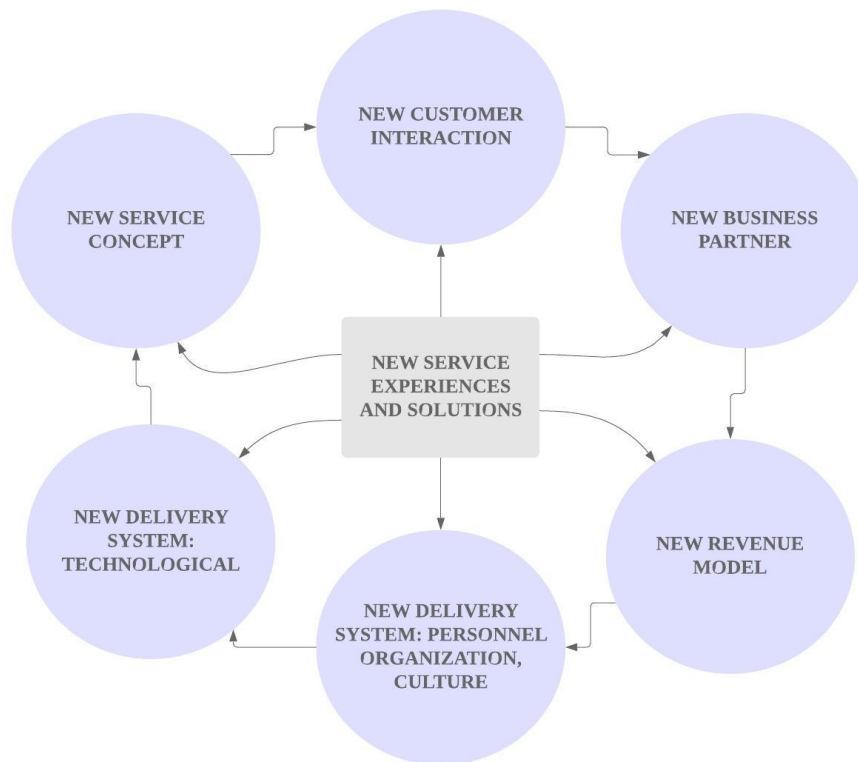 NEW CUSTOMER
INTERACTION
NEW SERVICE
CONCEPT
NEW BUSINESS
PARTNER
NEW SERVICE
EXPERIENCES
AND SOLUTIONS
NEW DELIVERY
SYSTEM:
TECHNOLOGICAL
NEW REVENUE
MODEL
NEW DELIVERY
SYSTEM: PERSONNEL
ORGANIZATION,
CULTURE